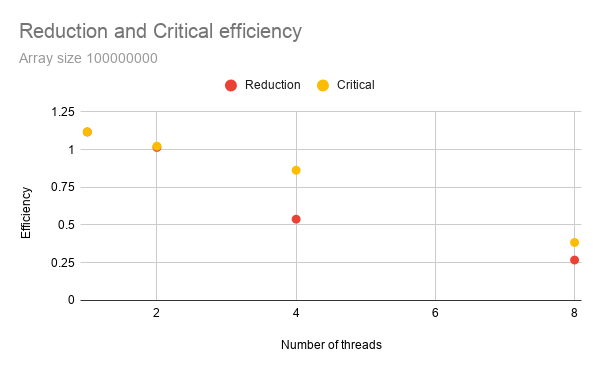 Reduction and Critical efficiency
Array size 100000000
Reduction Critical
1.25
1
0.75
0.5
0.25
0
Efficiency
2 4 6 8
Number of threads